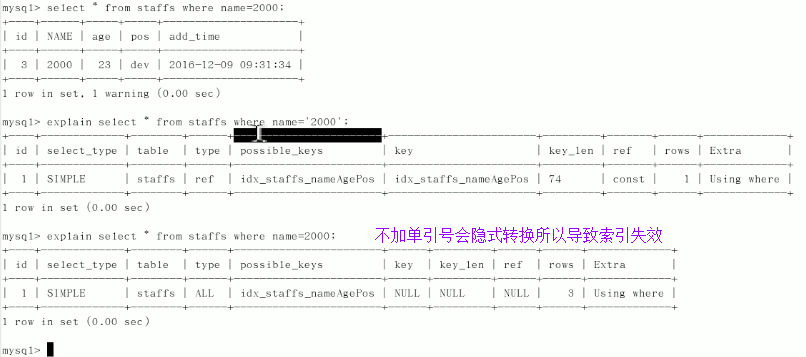 mysql> select * from staffs where name=2000;
+----+------+-----+-----+---------------------+
| id | NAME | age | pos | add_time            |
+----+------+-----+-----+---------------------+
|  3 | 2000 |  23 | dev | 2016-12-09 09:31:34 |
+----+------+-----+-----+---------------------+
1 row in set, 1 warning (0.00 sec)
mysql> explain select * from staffs where name='2000';
+----+-------------+--------+------+-----------------------+-----------------------+---------+-------+------+-------------+
| id | select_type | table  | type | possible_keys         | key                   | key_len | ref   | rows | Extra       |
+----+-------------+--------+------+-----------------------+-----------------------+---------+-------+------+-------------+
|  1 | SIMPLE      | staffs | ref  | idx_staffs_nameAgePos | idx_staffs_nameAgePos | 74      | const |    1 | Using where |
+----+-------------+--------+------+-----------------------+-----------------------+---------+-------+------+-------------+
1 row in set (0.00 sec)
mysql> explain select * from staffs where name=2000; 不加单引号会隐式转换所以导致索引失效
+----+-------------+--------+------+-----------------------+------+---------+------+------+-------------+
| id | select_type | table  | type | possible_keys         | key  | key_len | ref  | rows | Extra       |
+----+-------------+--------+------+-----------------------+------+---------+------+------+-------------+
|  1 | SIMPLE      | staffs | ALL  | idx_staffs_nameAgePos | NULL | NULL    | NULL |    3 | Using where |
+----+-------------+--------+------+-----------------------+------+---------+------+------+-------------+
1 row in set (0.00 sec)
mysql>